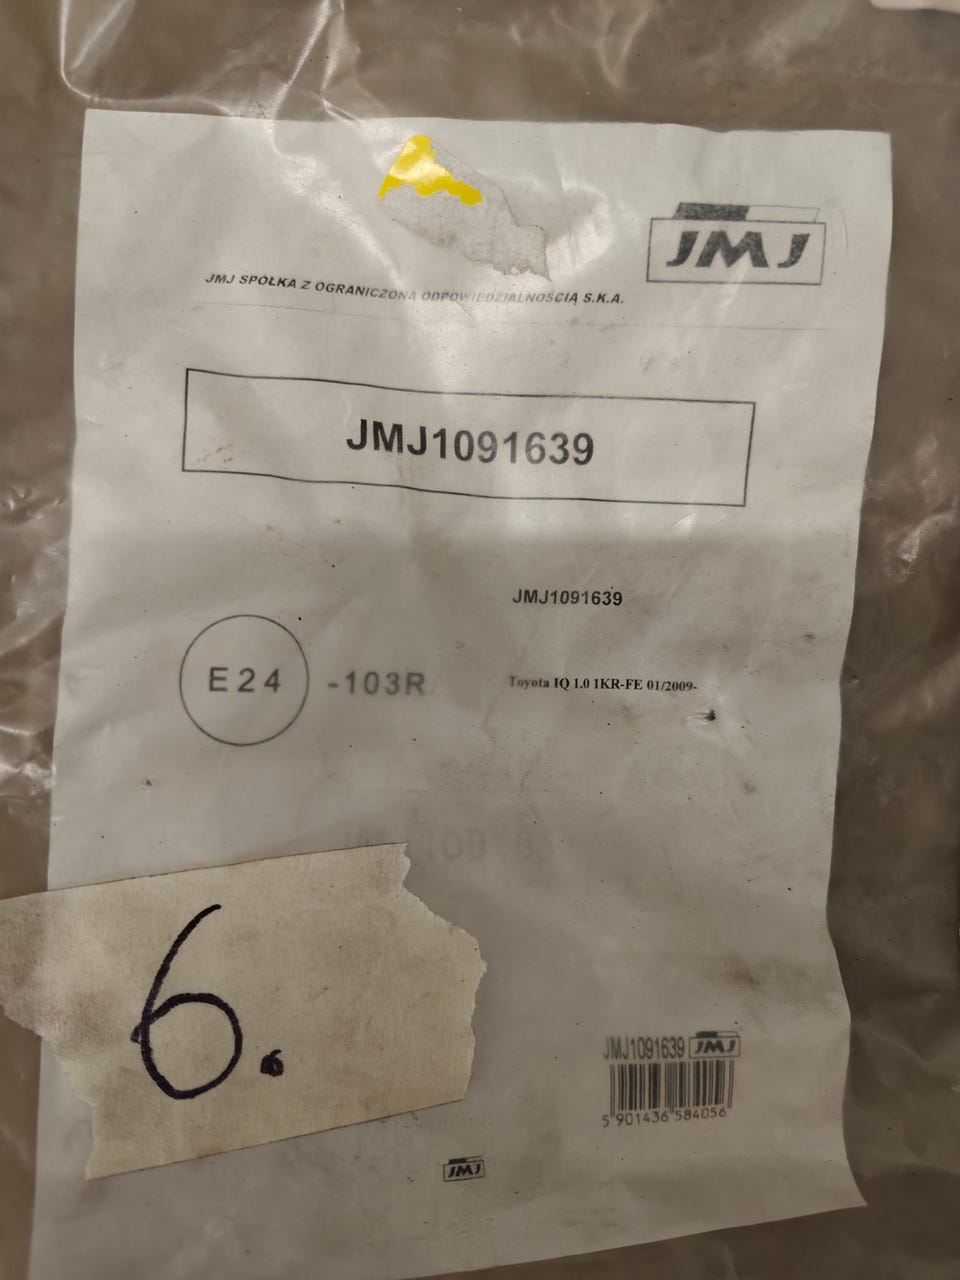 JMJ
JMJ SPÓŁKA Z OGRANICZONĄ ODPOWIEDZIALNOŚCIĄ S.K.A.
JMJ1091639
JMJ1091639
E24 -103R
Toyota IQ 1.0 1KR-FE 01/2009-
6.
JMJ1091639 JMJ
5 901436 584056
JMJ